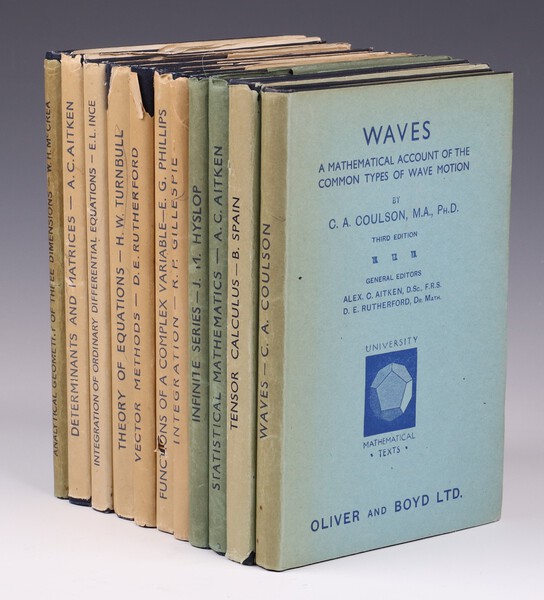 ANALYTICAL GEOMETRY OF THREE DIMENSIONS – W.H. McCREA
DETERMINANTS AND MATRICES – A.C. AITKEN
INTEGRATION OF ORDINARY DIFFERENTIAL EQUATIONS – E.L. INCE
THEORY OF EQUATIONS – H.W. TURNBULL
VECTOR METHODS – D.E. RUTHERFORD
FUNCTIONS OF A COMPLEX VARIABLE – E.G. PHILLIPS
INTEGRATION – R.P. GILLESPIE
INFINITE SERIES – J.M. HYSLOP
STATISTICAL MATHEMATICS – A.C. AITKEN
TENSOR CALCULUS – B. SPAIN
WAVES – C.A. COULSON
WAVES
A MATHEMATICAL ACCOUNT OF THE
COMMON TYPES OF WAVE MOTION
BY
C. A. COULSON, M.A., PH.D.
THIRD EDITION
GENERAL EDITORS
ALEX. C. AITKEN, D.SC., F.R.S.
D. E. RUTHERFORD, DR. MATH.
UNIVERSITY
MATHEMATICAL
• TEXTS •
OLIVER AND BOYD LTD.